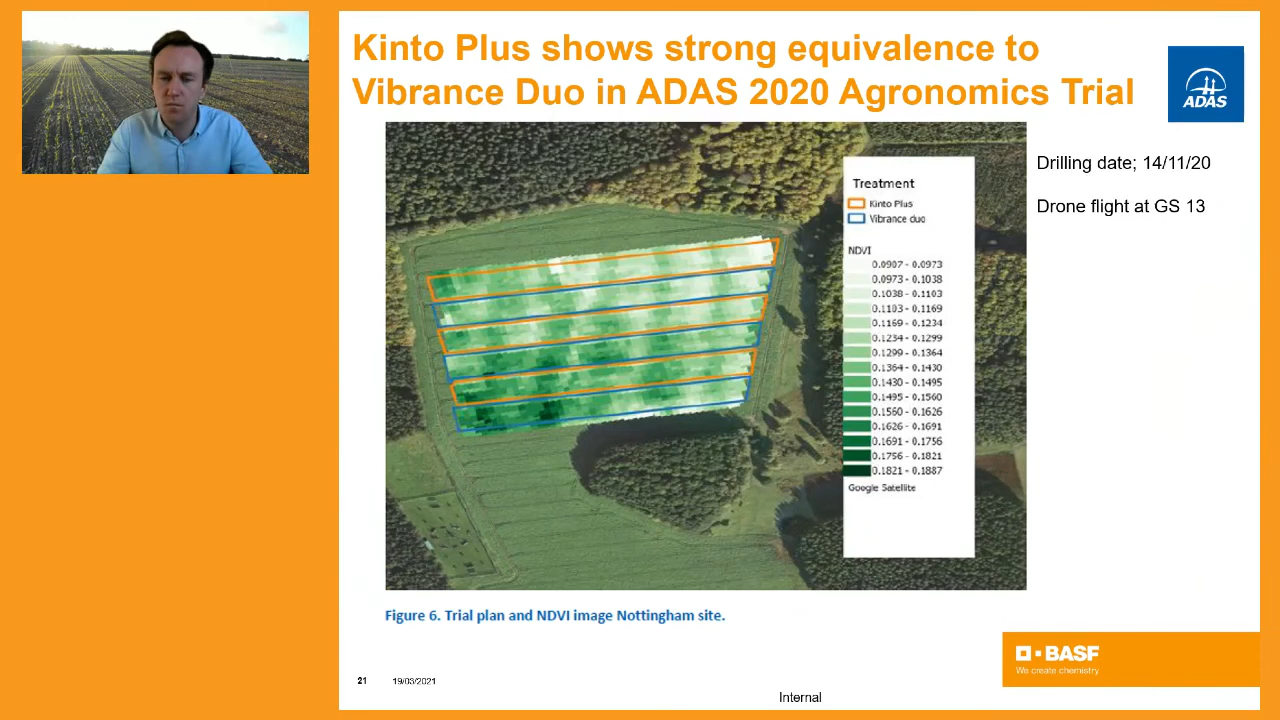 Kinto Plus shows strong equivalence to
Vibrance Duo in ADAS 2020 Agronomics Trial
ADAS
Drilling date; 14/11/20
Drone flight at GS 13
Treatment
Kinto Plus
Vibrance duo
NDVI
0.0907 - 0.0973
0.0973 - 0.1038
0.1038 - 0.1103
0.1103 - 0.1169
0.1169 - 0.1234
0.1234 - 0.1299
0.1299 - 0.1364
0.1364 - 0.1430
0.1430 - 0.1495
0.1495 - 0.1560
0.1560 - 0.1626
0.1626 - 0.1691
0.1691 - 0.1756
0.1756 - 0.1821
0.1821 - 0.1887
Google Satellite
Figure 6. Trial plan and NDVI image Nottingham site.
BASF
We create chemistry
21 19/03/2021
Internal